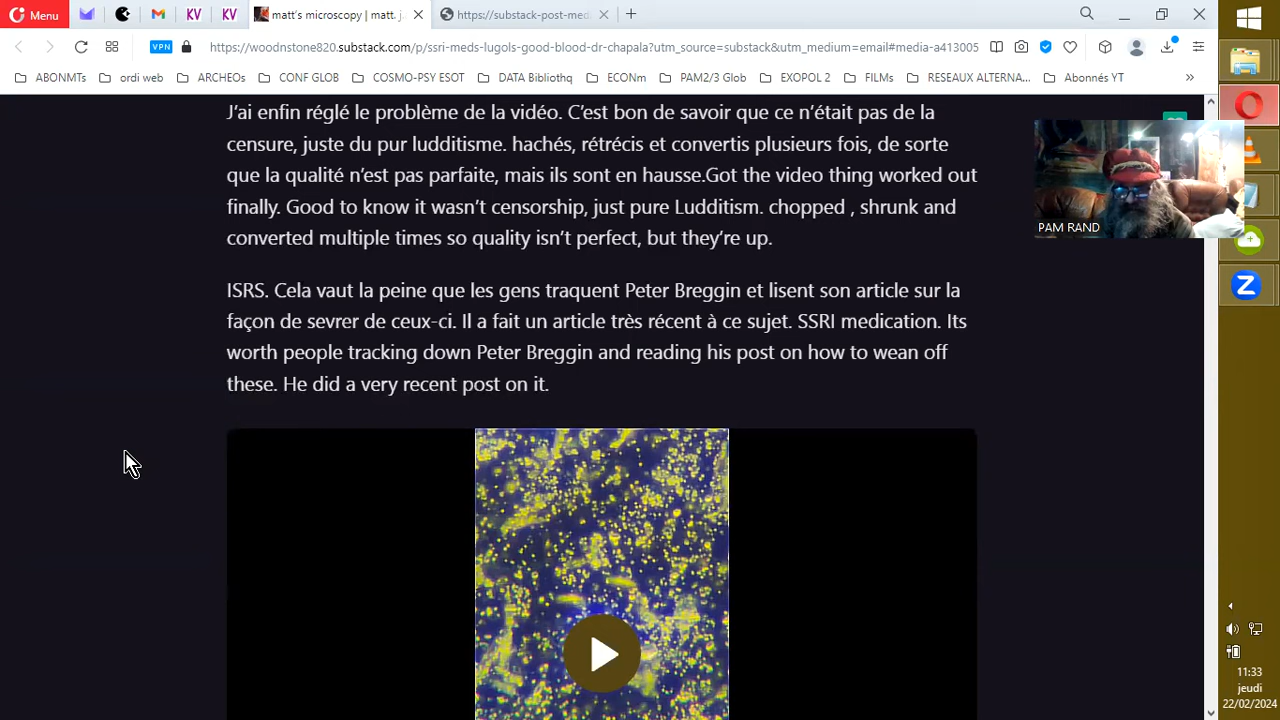 Menu
KV
KV
matt's microscopy | matt. j
https://substack-post-med
VPN
https://woodnstone820.substack.com/p/ssri-meds-lugols-good-blood-dr-chapala?utm_source=substack&utm_medium=email#media-a413005
ABONMTs
ordi web
ARCHEOs
CONF GLOB
COSMO-PSY ESOT
DATA Biblithq
ECONm
PAM2/3 Glob
EXOPOL 2
FILMs
RESEAUX ALTERNA...
Abonnés YT
J'ai enfin réglé le problème de la vidéo. C'est bon de savoir que ce n'était pas de la
censure, juste du pur ludditisme. hachés, rétrécis et convertis plusieurs fois, de sorte
que la qualité n'est pas parfaite, mais ils sont en hausse.Got the video thing worked out
finally. Good to know it wasn't censorship, just pure Ludditism. chopped , shrunk and
converted multiple times so quality isn't perfect, but they're up.
ISRS. Cela vaut la peine que les gens traquent Peter Breggin et lisent son article sur la
façon de sevrer de ceux-ci. Il a fait un article très récent à ce sujet. SSRI medication. Its
worth people tracking down Peter Breggin and reading his post on how to wean off
these. He did a very recent post on it.
PAM RAND
11:33
jeudi
22/02/2024